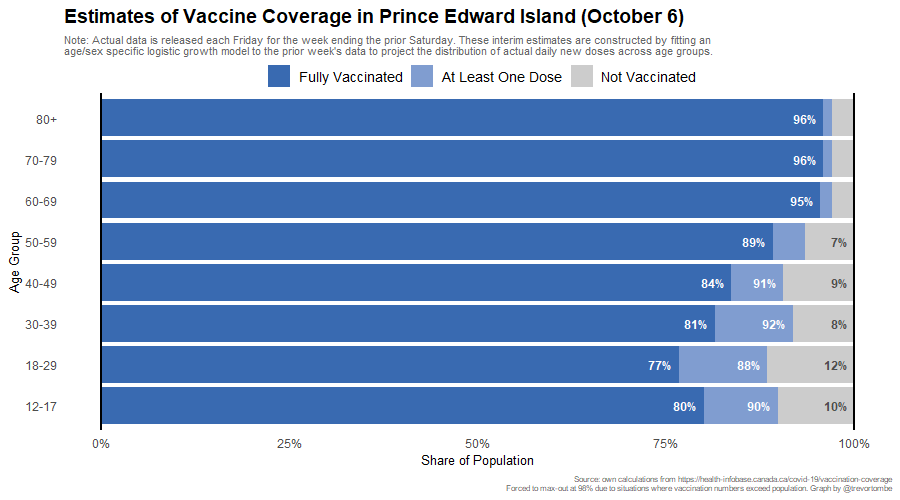 Estimates of Vaccine Coverage in Prince Edward Island (October 6)
Note: Actual data is released each Friday for the week ending the prior Saturday. These interim estimates are constructed by fitting an
age/sex specific logistic growth model to the prior week's data to project the distribution of actual daily new doses across age groups.
Fully Vaccinated At Least One Dose Not Vaccinated
Age Group
80+ 96%
70-79 96%
60-69 95%
50-59 89% 7%
40-49 84% 91% 9%
30-39 81% 92% 8%
18-29 77% 88% 12%
12-17 80% 90% 10%
0% 25% 50% 75% 100%
Share of Population
Source: own calculations from https://health-infobase.canada.ca/covid-19/vaccination-coverage
Forced to max-out at 98% due to situations where vaccination numbers exceed population. Graph by @trevortombe